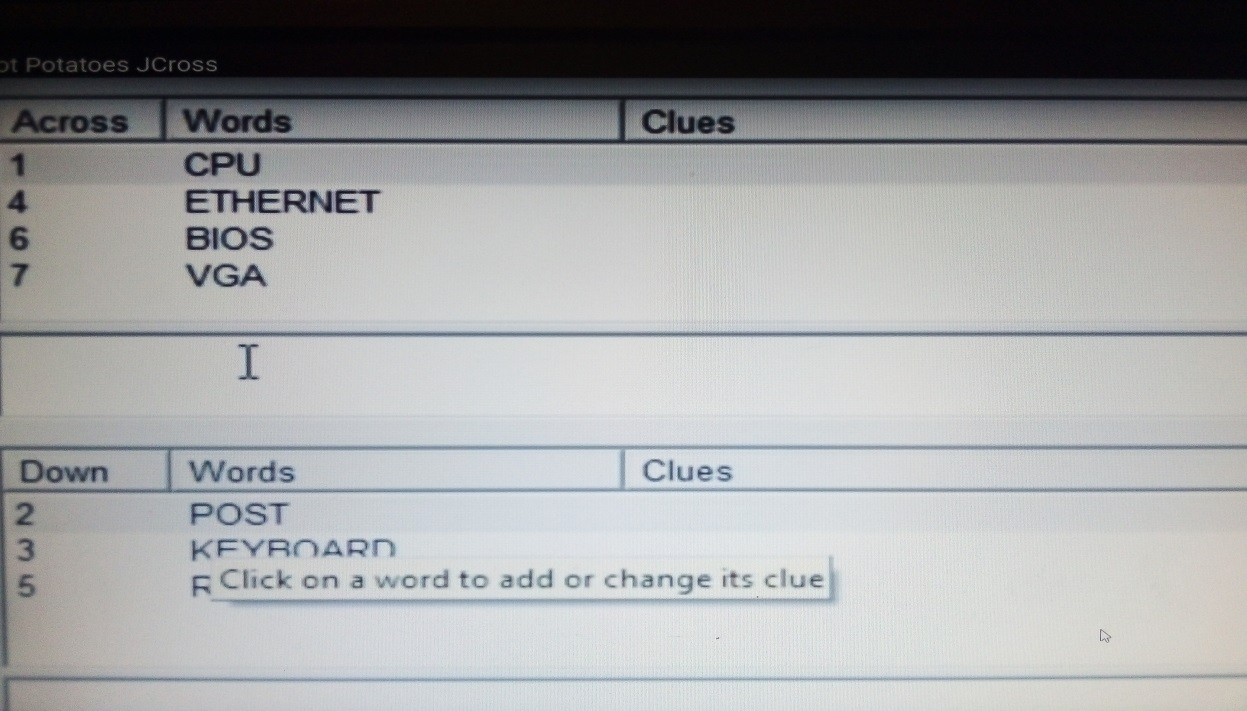 ot Potatoes JCross
Across Words Clues
1 CPU
4 ETHERNET
6 BIOS
7 VGA
Down Words Clues
2 POST
3 KEYBOARD
5
Click on a word to add or change its clue